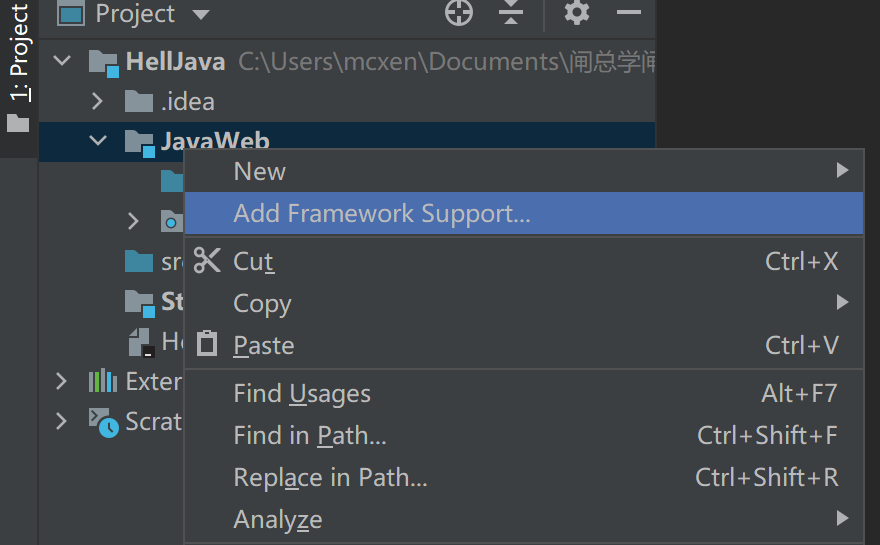 1: Project
Project
HellJava C:\Users\mcxen\Documents\闸总学闸
.idea
JavaWeb
New
Add Framework Support...
Cut Ctrl+X
Copy
Paste Ctrl+V
Find Usages Alt+F7
Find in Path... Ctrl+Shift+F
Replace in Path... Ctrl+Shift+R
Analyze
sr
St
He
Exter
Scrat